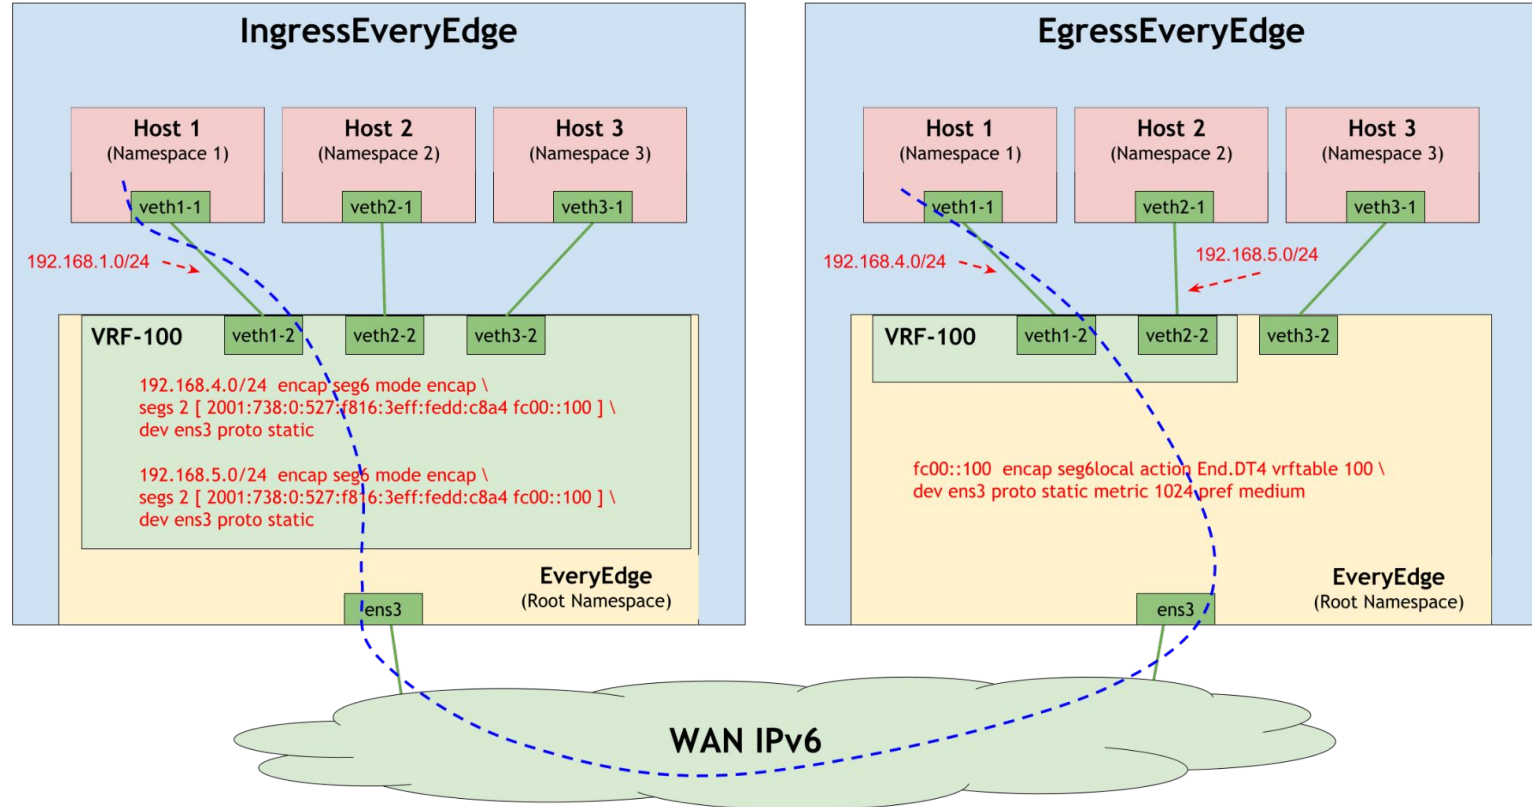 IngressEveryEdge
Host 1
(Namespace 1)
veth1-1
Host 2
(Namespace 2)
veth2-1
Host 3
(Namespace 3)
veth3-1
192.168.1.0/24
VRF-100
veth1-2
veth2-2
veth3-2
192.168.4.0/24 encap seg6 mode encap \
segs 2 [ 2001:738:0:527:f816:3eff:fedd:c8a4 fc00::100 ] \
dev ens3 proto static
192.168.5.0/24 encap seg6 mode encap \
segs 2 [ 2001:738:0:527:f816:3eff:fedd:c8a4 fc00::100 ] \
dev ens3 proto static
EveryEdge
(Root Namespace)
ens3
EgressEveryEdge
Host 1
(Namespace 1)
veth1-1
Host 2
(Namespace 2)
veth2-1
Host 3
(Namespace 3)
veth3-1
192.168.4.0/24
192.168.5.0/24
VRF-100
veth1-2
veth2-2
veth3-2
fc00::100 encap seg6local action End.DT4 vrftable 100 \
dev ens3 proto static metric 1024 pref medium
EveryEdge
(Root Namespace)
ens3
WAN IPv6